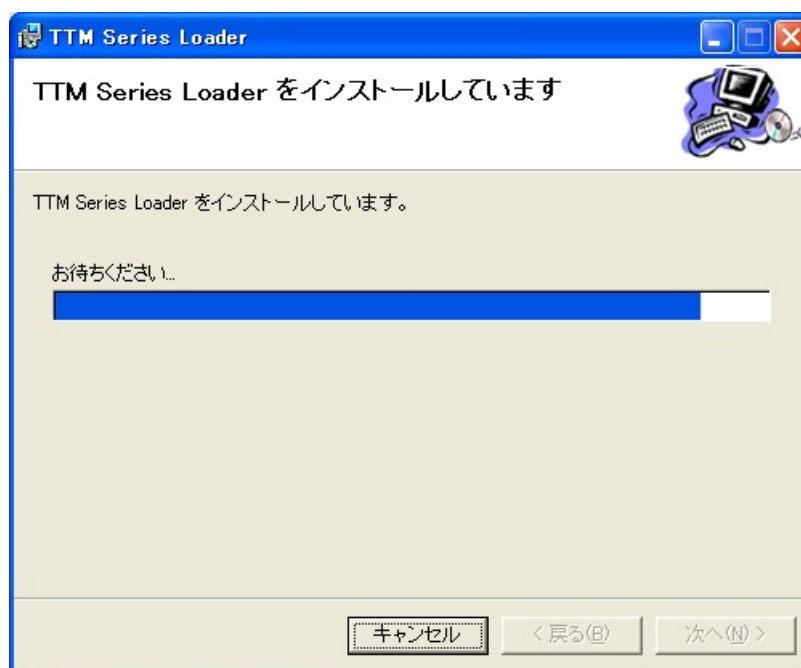 TTM Series Loader
TTM Series Loader をインストールしています
TTM Series Loader をインストールしています。
お待ちください...
キャンセル
< 戻る(B)
次へ(N) >